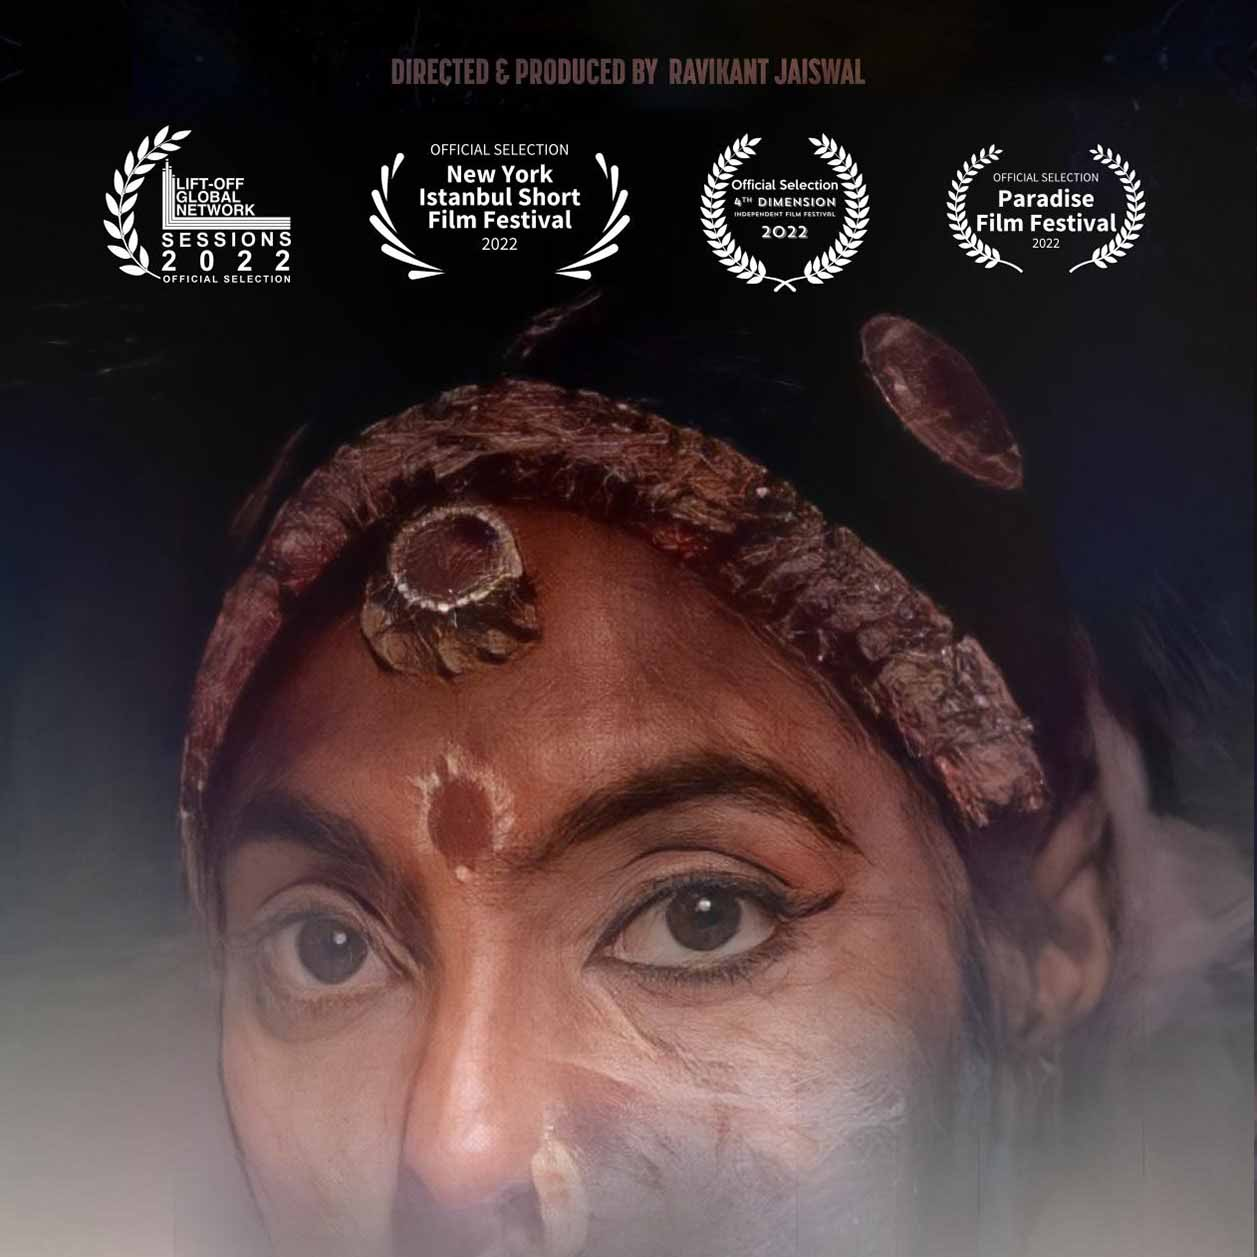 DIRECTED & PRODUCED BY RAVIKANT JAISWAL
LIFT-OFF
GLOBAL
NETWORK
SESSIONS
2022
OFFICIAL SELECTION
OFFICIAL SELECTION
New York
Istanbul Short
Film Festival
2022
Official Selection
4TH DIMENSION
INDEPENDENT FILM FESTIVAL
2022
OFFICIAL SELECTION
Paradise
Film Festival
2022